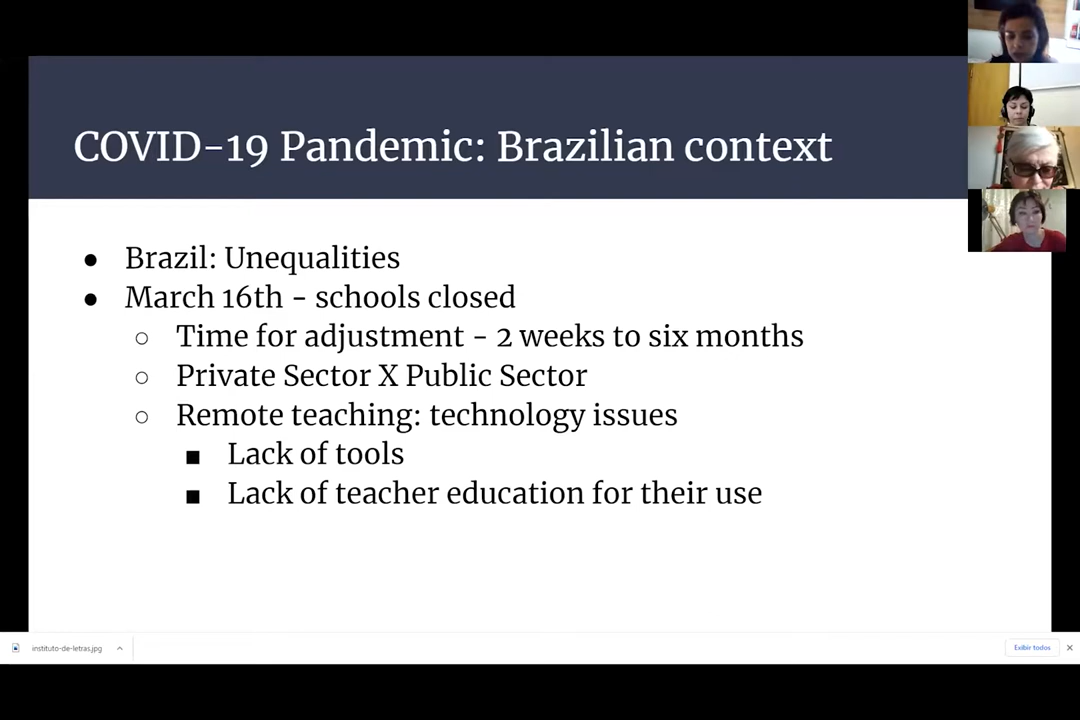 COVID-19 Pandemic: Brazilian context
● Brazil: Unequalities
● March 16th - schools closed
○ Time for adjustment - 2 weeks to six months
○ Private Sector X Public Sector
○ Remote teaching: technology issues
■ Lack of tools
■ Lack of teacher education for their use
instituto-de-letras.jpg
Exibir todos